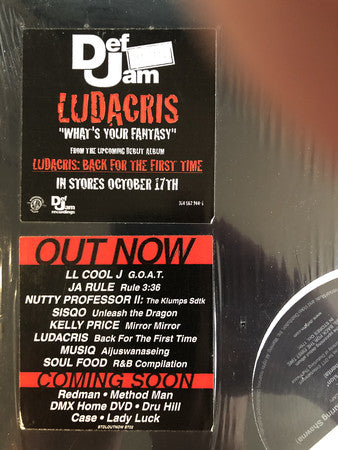 Def
Jam
LUDACRIS
"WHAT'S YOUR FANTASY"
FROM THE UPCOMING DEBUT ALBUM
LUDACRIS: BACK FOR THE FIRST TIME
IN STORES OCTOBER 17TH
Def
Jam
recordings
OUT NOW
LL COOL J G.O.A.T.
JA RULE Rule 3:36
NUTTY PROFESSOR II: The Klumps Sdtk
SISQO Unleash the Dragon
KELLY PRICE Mirror Mirror
LUDACRIS Back For The First Time
MUSIQ Aijuswanaseing
SOUL FOOD R&B Compilation
COMING SOON
Redman • Method Man
DMX Home DVD • Dru Hill
Case • Lady Luck